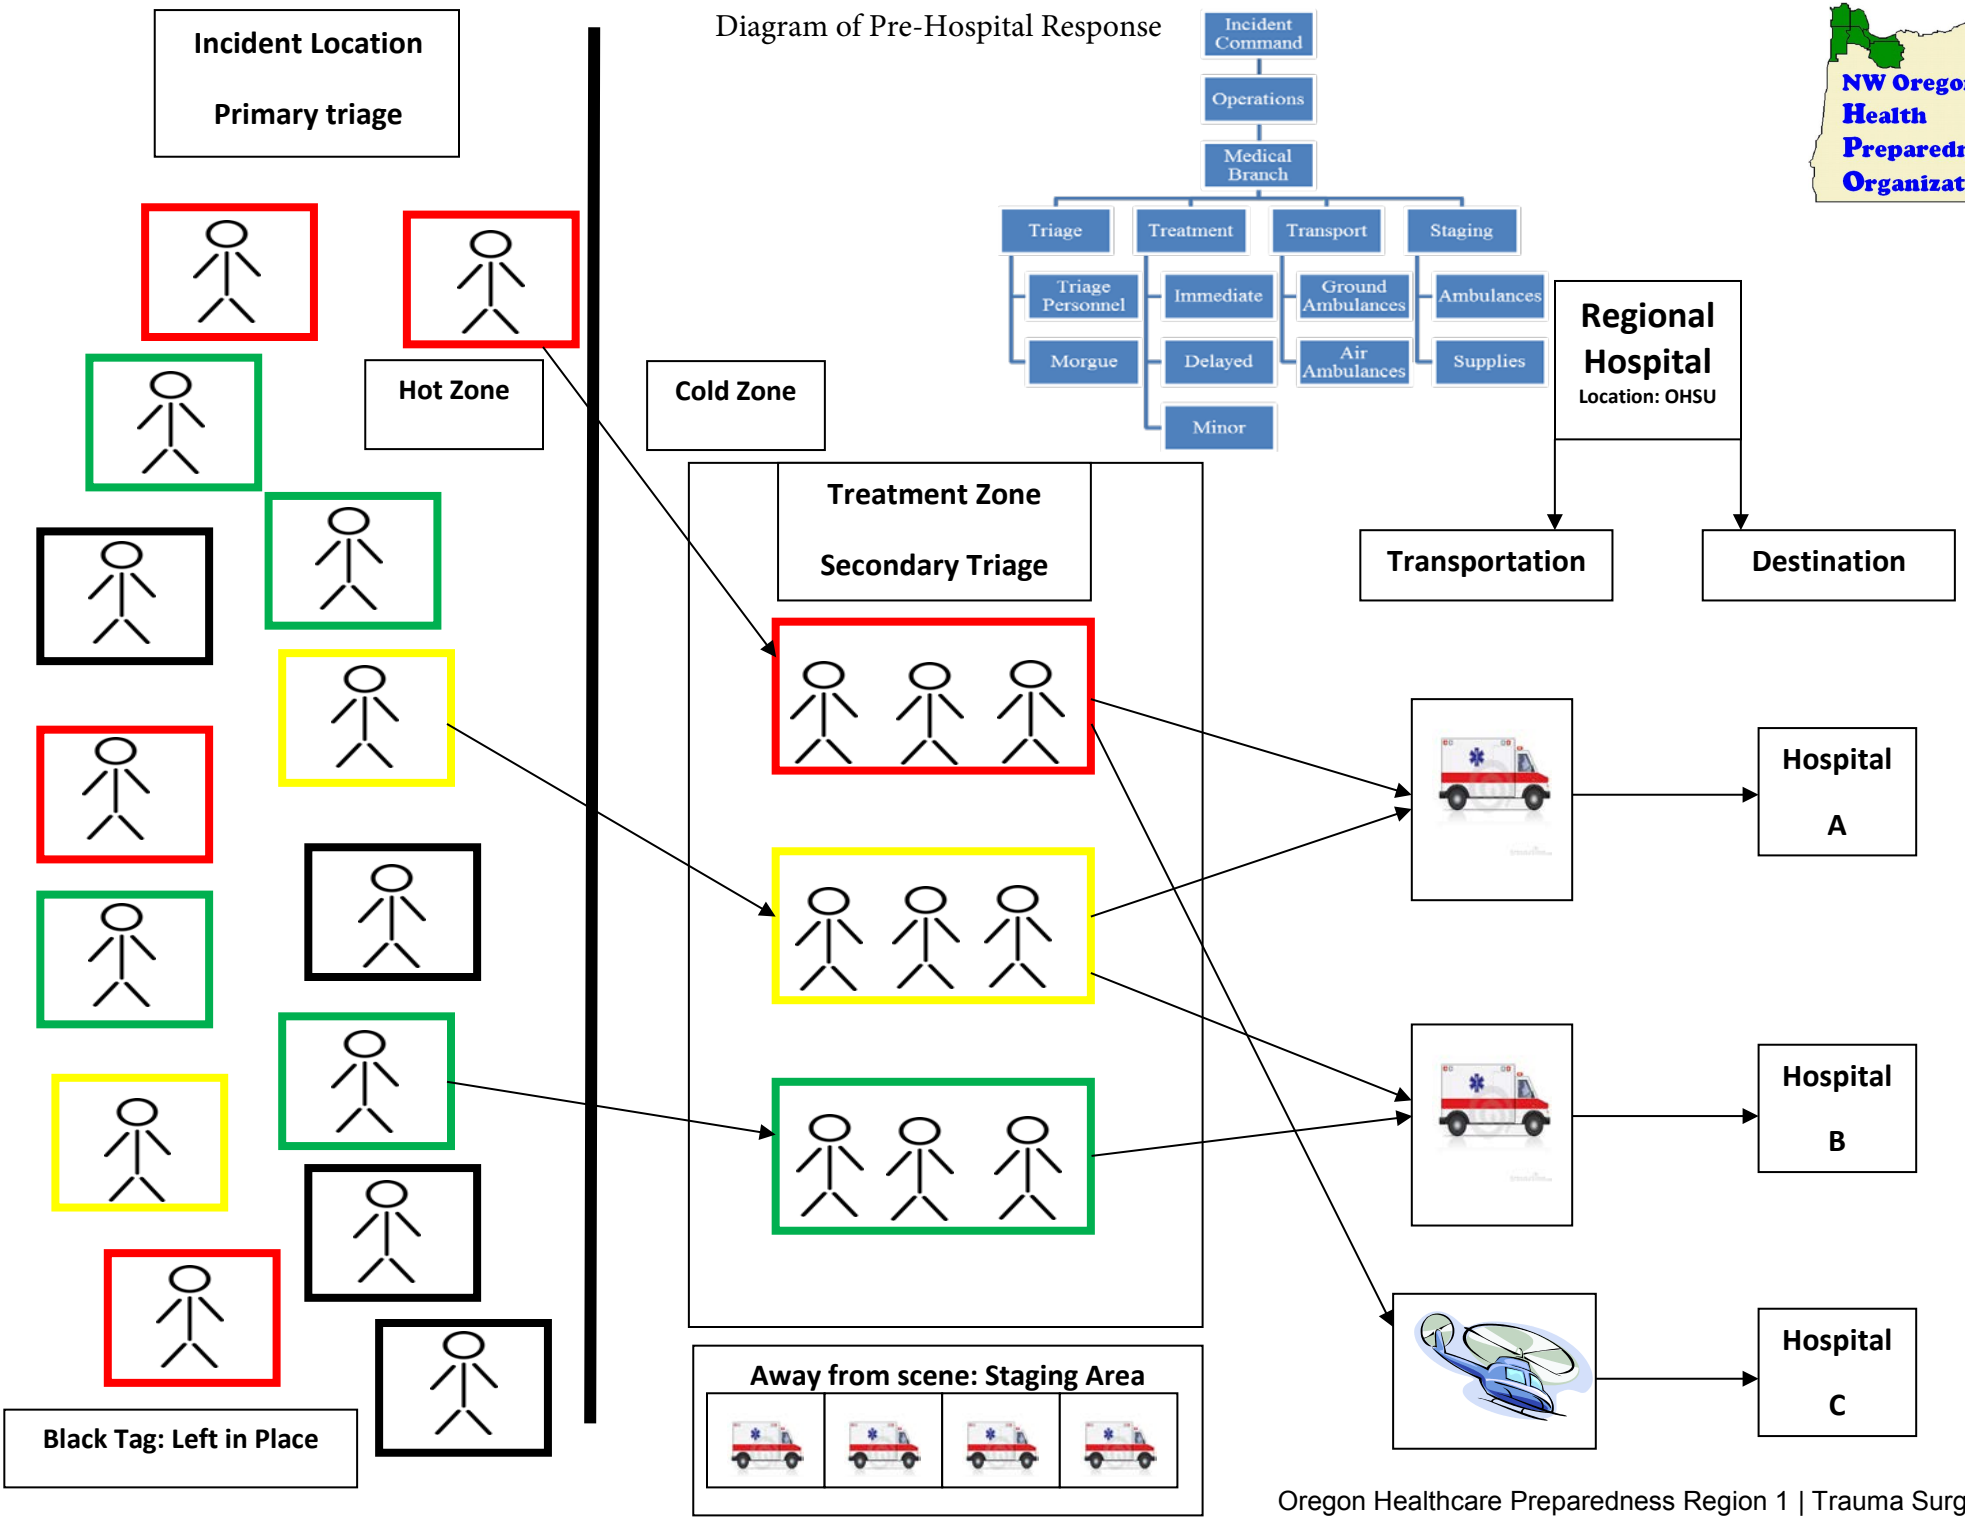 Diagram of Pre-Hospital Response
Incident Location
Primary triage
Incident
Command
Operations
Medical
Branch
Triage
Treatment
Transport
Staging
Triage
Personnel
Immediate
Ground
Ambulances
Ambulances
Morgue
Delayed
Air
Ambulances
Supplies
Minor
NW Orego
Health
Preparedn
Organizat
Regional
Hospital
Location: OHSU
Hot Zone
Cold Zone
Treatment Zone
Secondary Triage
Transportation
Destination
Hospital
A
Hospital
B
Hospital
C
Away from scene: Staging Area
Black Tag: Left in Place
Oregon Healthcare Preparedness Region 1 | Trauma Surg